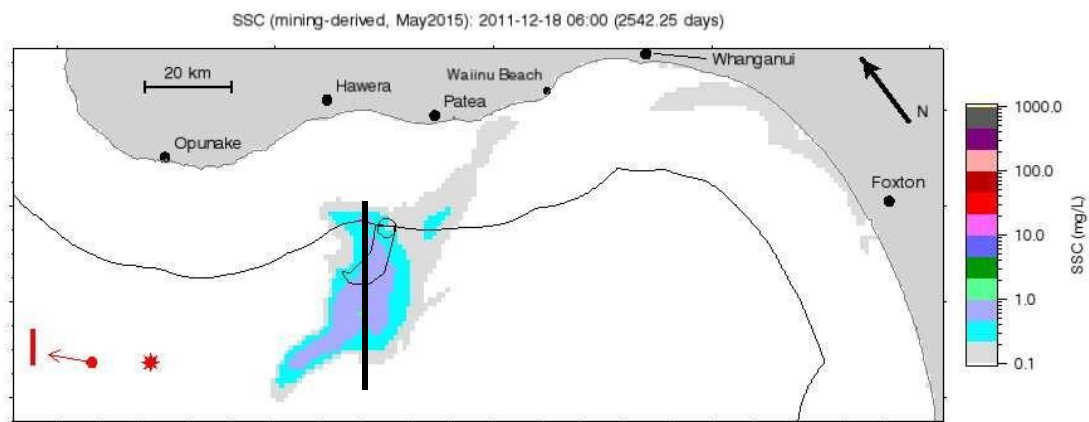 SSC (mining-derived, May2015): 2011-12-18 06:00 (2542.25 days)
20 km
Hawera
Waiinu Beach
Whanganui
Patea
Opunake
N
Foxton
1000.0
100.0
10.0
1.0
0.1
SSC (mg/L)